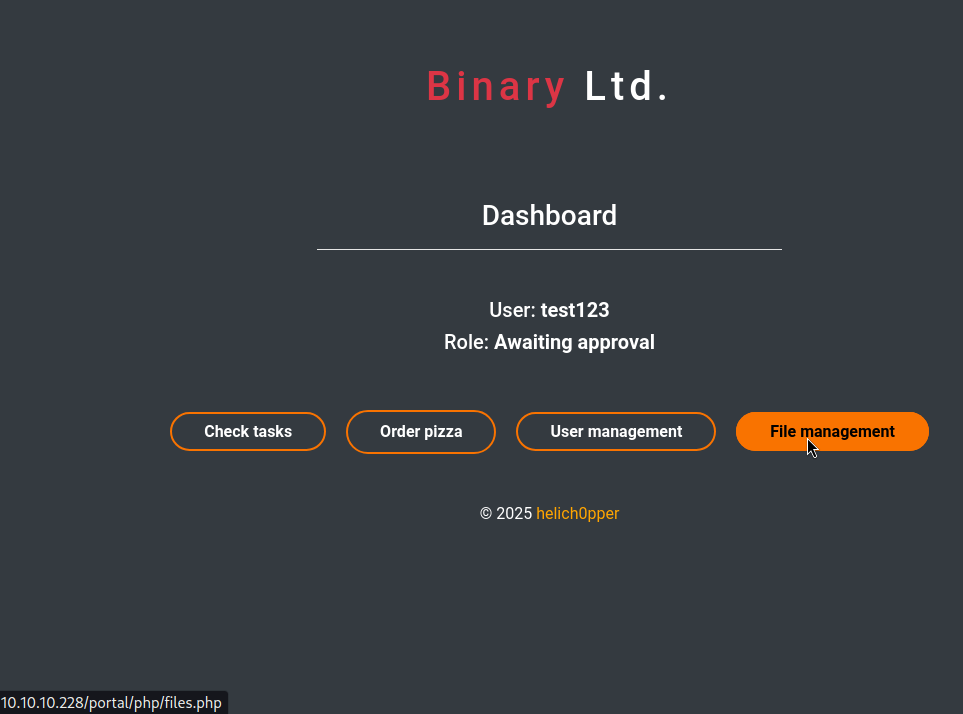 Binary Ltd.
Dashboard
User: test123
Role: Awaiting approval
Check tasks Order pizza User management File management
© 2025 helich0pper
10.10.10.228/portal/php/files.php